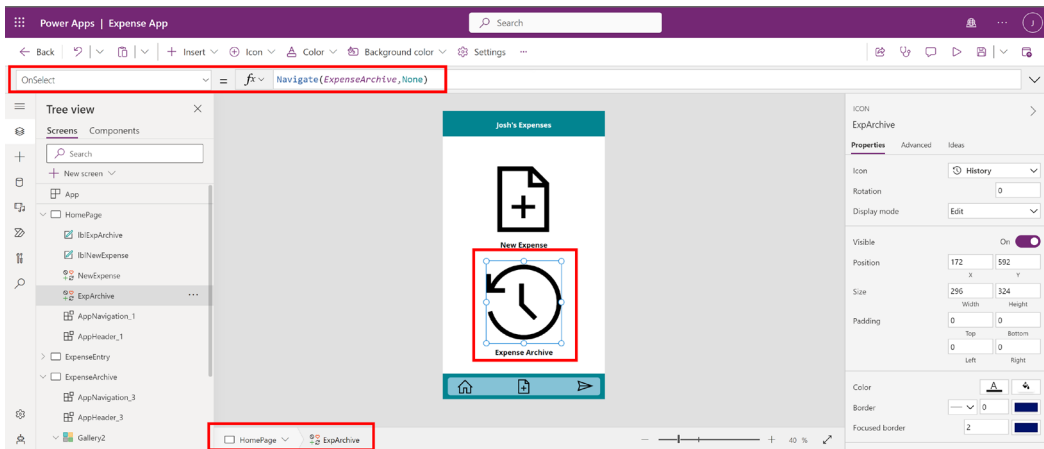 Power Apps | Expense App
Search
J
Back
Insert
Icon
Color
Background color
Settings
...
OnSelect
= fx Navigate(ExpenseArchive,None)
Tree view
Screens Components
Search
New screen
App
HomePage
lblExpArchive
lblNewExpense
NewExpense
ExpArchive ...
AppNavigation_1
AppHeader_1
ExpenseEntry
ExpenseArchive
AppNavigation_3
AppHeader_3
Gallery2
Josh's Expenses
New Expense
Expense Archive
HomePage
ExpArchive
40 %
ICON
ExpArchive
Properties Advanced Ideas
Icon History
Rotation 0
Display mode Edit
Visible On
Position 172 592
X Y
Size 296 324
Width Height
Padding 0 0
Top Bottom
0 0
Left Right
Color A
Border 0
Focused border 2